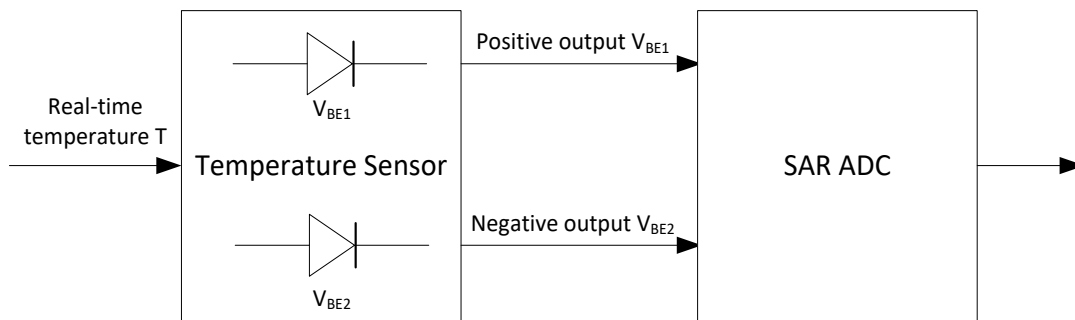 Real-time
temperature T
V_BE1
Temperature Sensor
V_BE2
Positive output V_BE1
Negative output V_BE2
SAR ADC